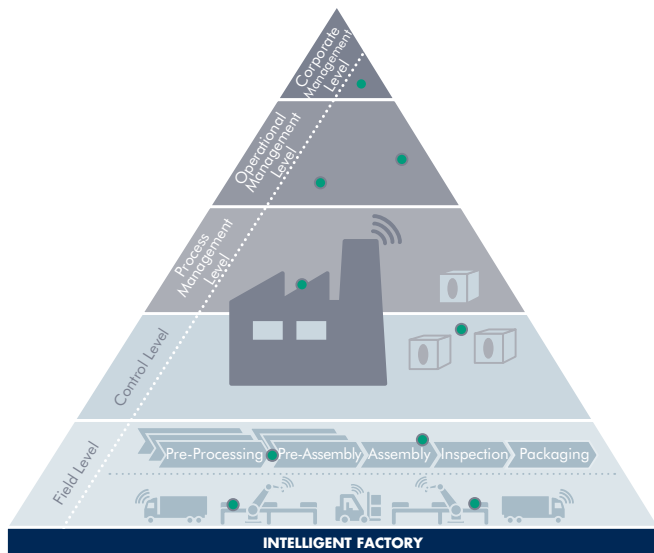 Corporate
Management
Level
Operational
Management
Level
Process
Management
Level
Control Level
Field Level
Pre-Processing
Pre-Assembly
Assembly
Inspection
Packaging
INTELLIGENT FACTORY